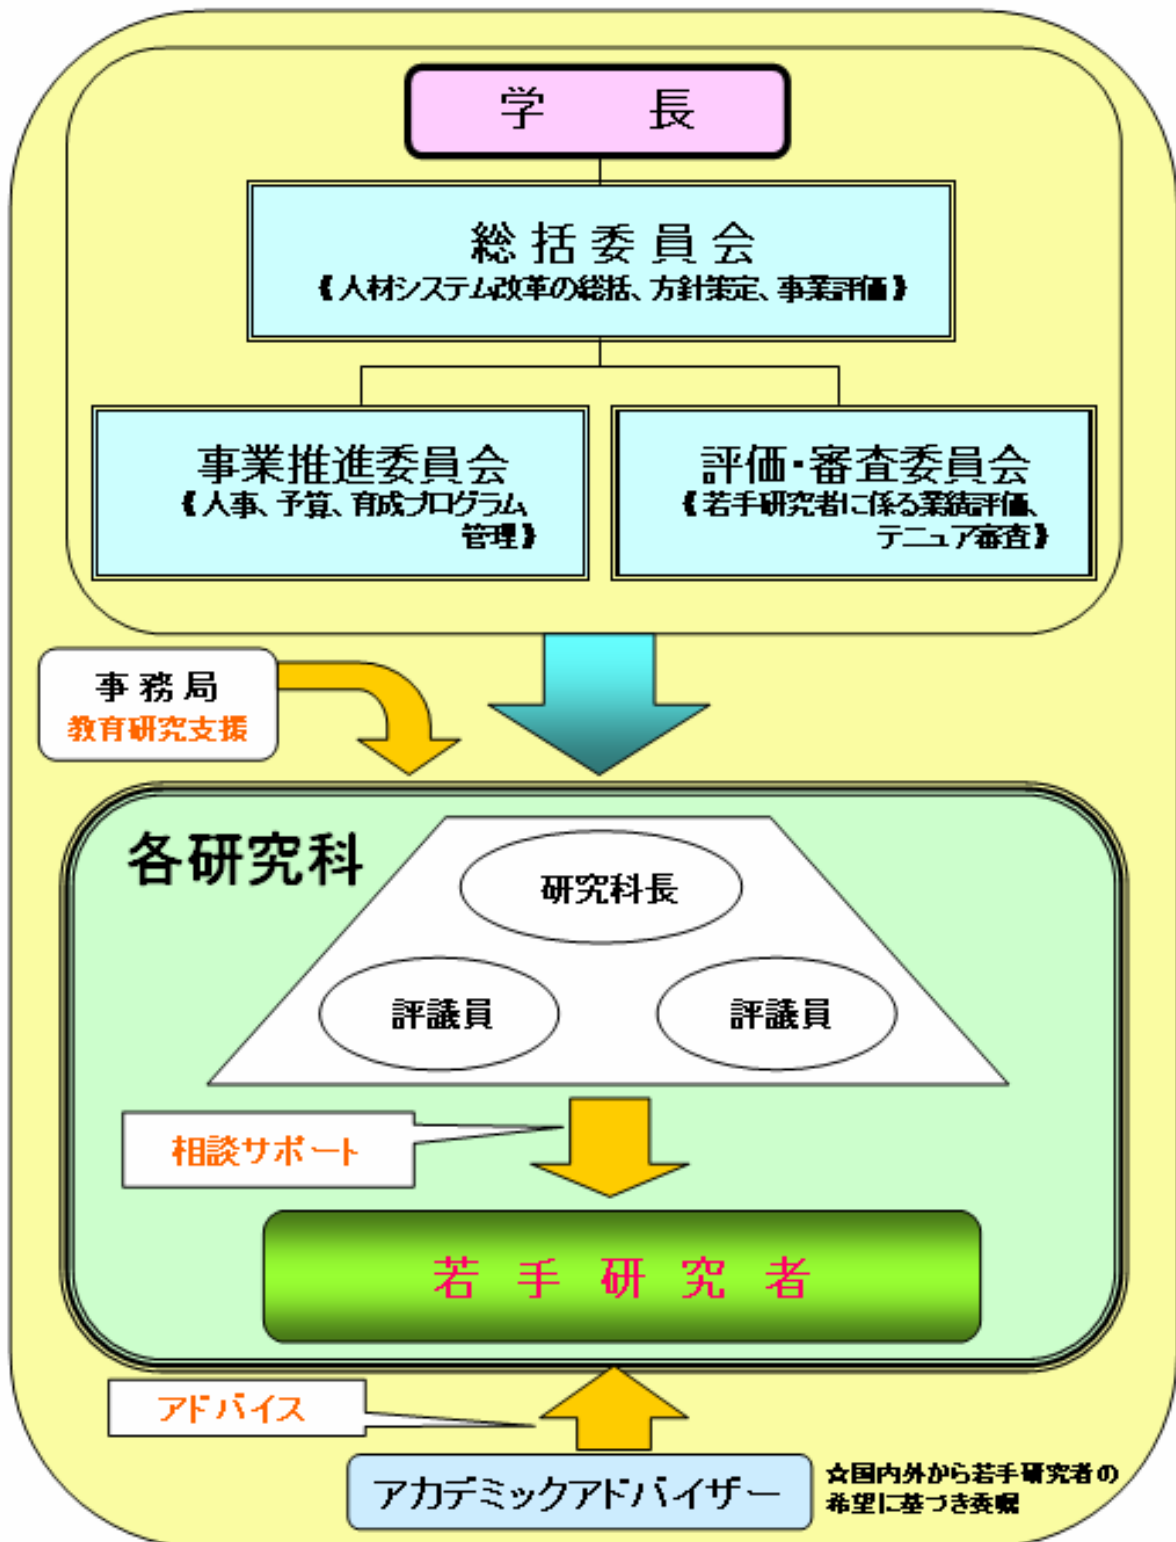 学　長
総括委員会
《人材システム改革の総括、方針策定、事業評価》
事業推進委員会
《人事、予算、育成プログラム
管理》
評価・審査委員会
《若手研究者に係る業績評価、
テニュア審査》
事務局
教育研究支援
各研究科
研究科長
評議員
評議員
相談サポート
若手研究者
アドバイス
アカデミックアドバイザー
☆国内外から若手研究者の
希望に基づき委嘱